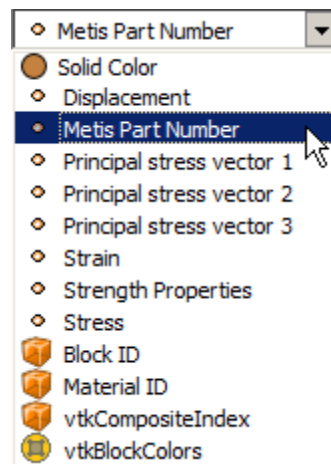 Metis Part Number
Solid Color
Displacement
Metis Part Number
Principal stress vector 1
Principal stress vector 2
Principal stress vector 3
Strain
Strength Properties
Stress
Block ID
Material ID
vtkCompositeIndex
vtkBlockColors